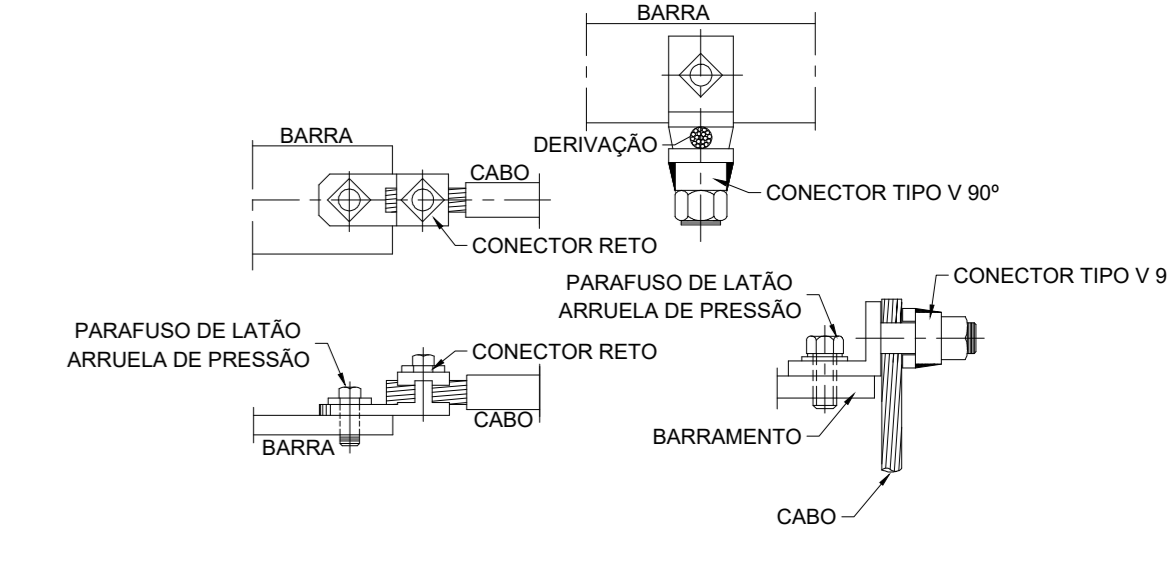 BARRA
BARRA
DERIVAÇÃO
CABO
CONECTOR TIPO V 90º
CONECTOR RETO
CONECTOR TIPO V 9
PARAFUSO DE LATÃO
ARRUELA DE PRESSÃO
PARAFUSO DE LATÃO
ARRUELA DE PRESSÃO
CONECTOR RETO
CABO
BARRA
BARRAMENTO
CABO